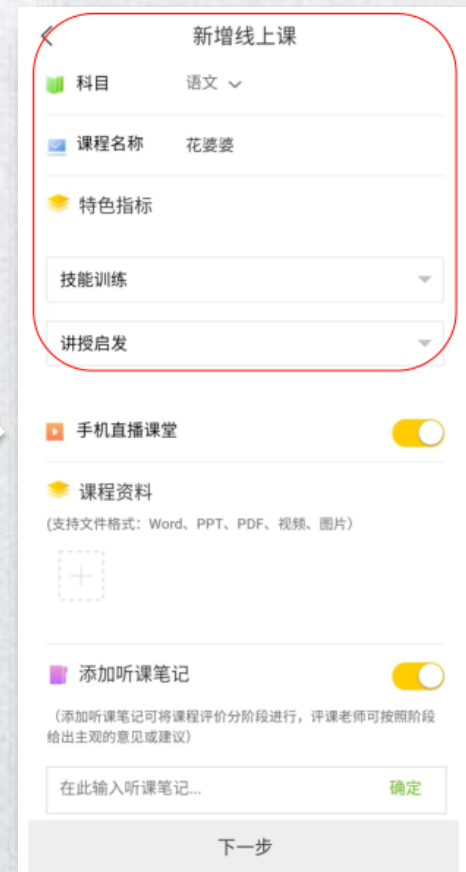 新增线上课
科目 语文
课程名称 花婆婆
特色指标
技能训练
讲授启发
手机直播课堂
课程资料
(支持文件格式：Word、PPT、PDF、视频、图片）
添加听课笔记
（添加听课笔记可将课程评价分阶段进行，评课老师可按照阶段
给出主观的意见或建议）
在此输入听课笔记... 确定
下一步